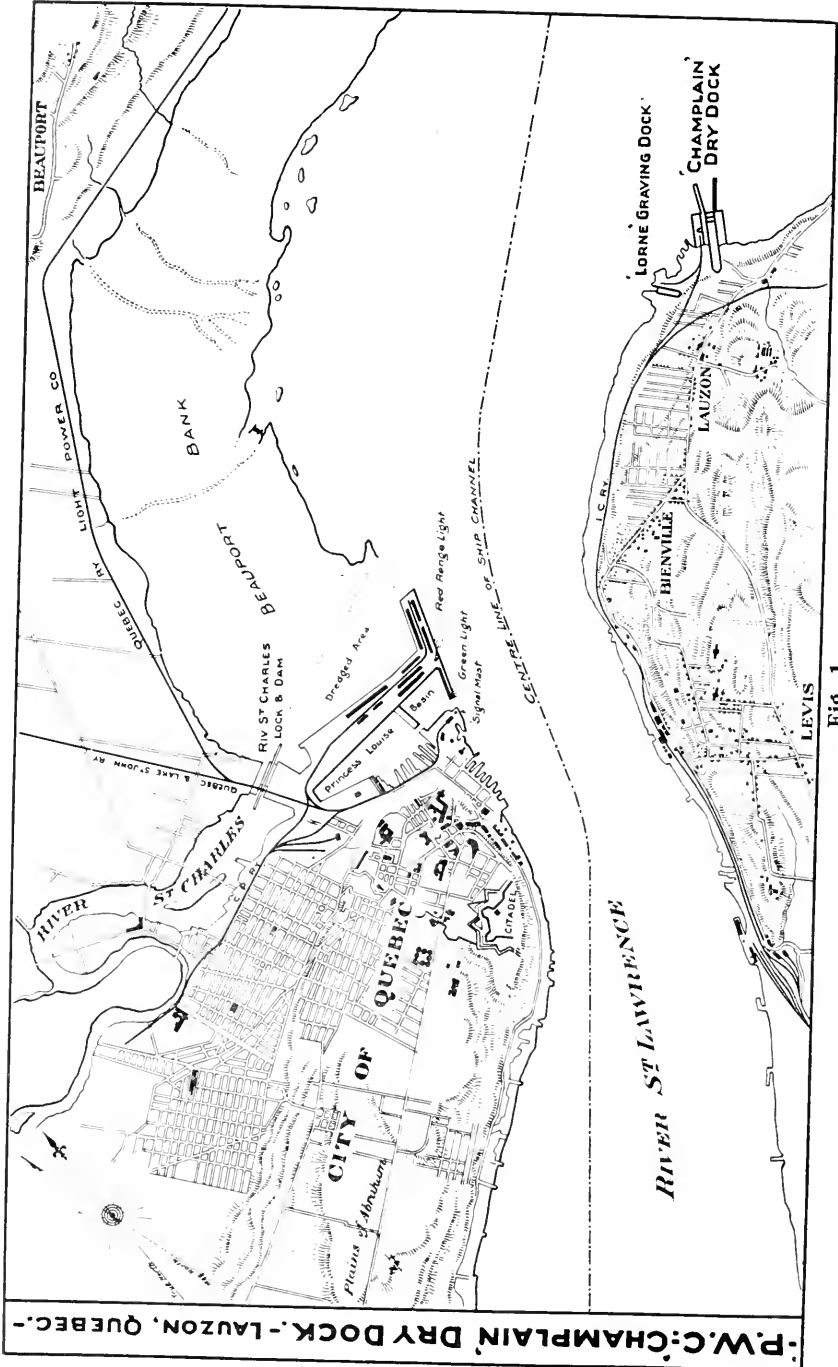 -P.W.C: 'CHAMPLAIN' DRY DOCK.- LAUZON, QUEBEC.-
BEAUPORT
QUEBEC RY LIGHT POWER CO
BEAUPORT BANK
QUEBEC & LAKE ST JOHN RY
RIV ST CHARLES
LOCK & DAM
RIVER ST CHARLES
C.P.R.
Dredged Area
Princess Louise Basin
Red Range Light
Green Light
Signal Mast
CENTRE LINE OF SHIP CHANNEL
CITY OF
QUEBEC
CITADEL
Plains of Abraham
RIVER ST LAWRENCE
'LORNE' GRAVING DOCK
'CHAMPLAIN'
DRY DOCK
I.C.RY.
LAUZON
BIENVILLE
LEVIS
Fig. 1